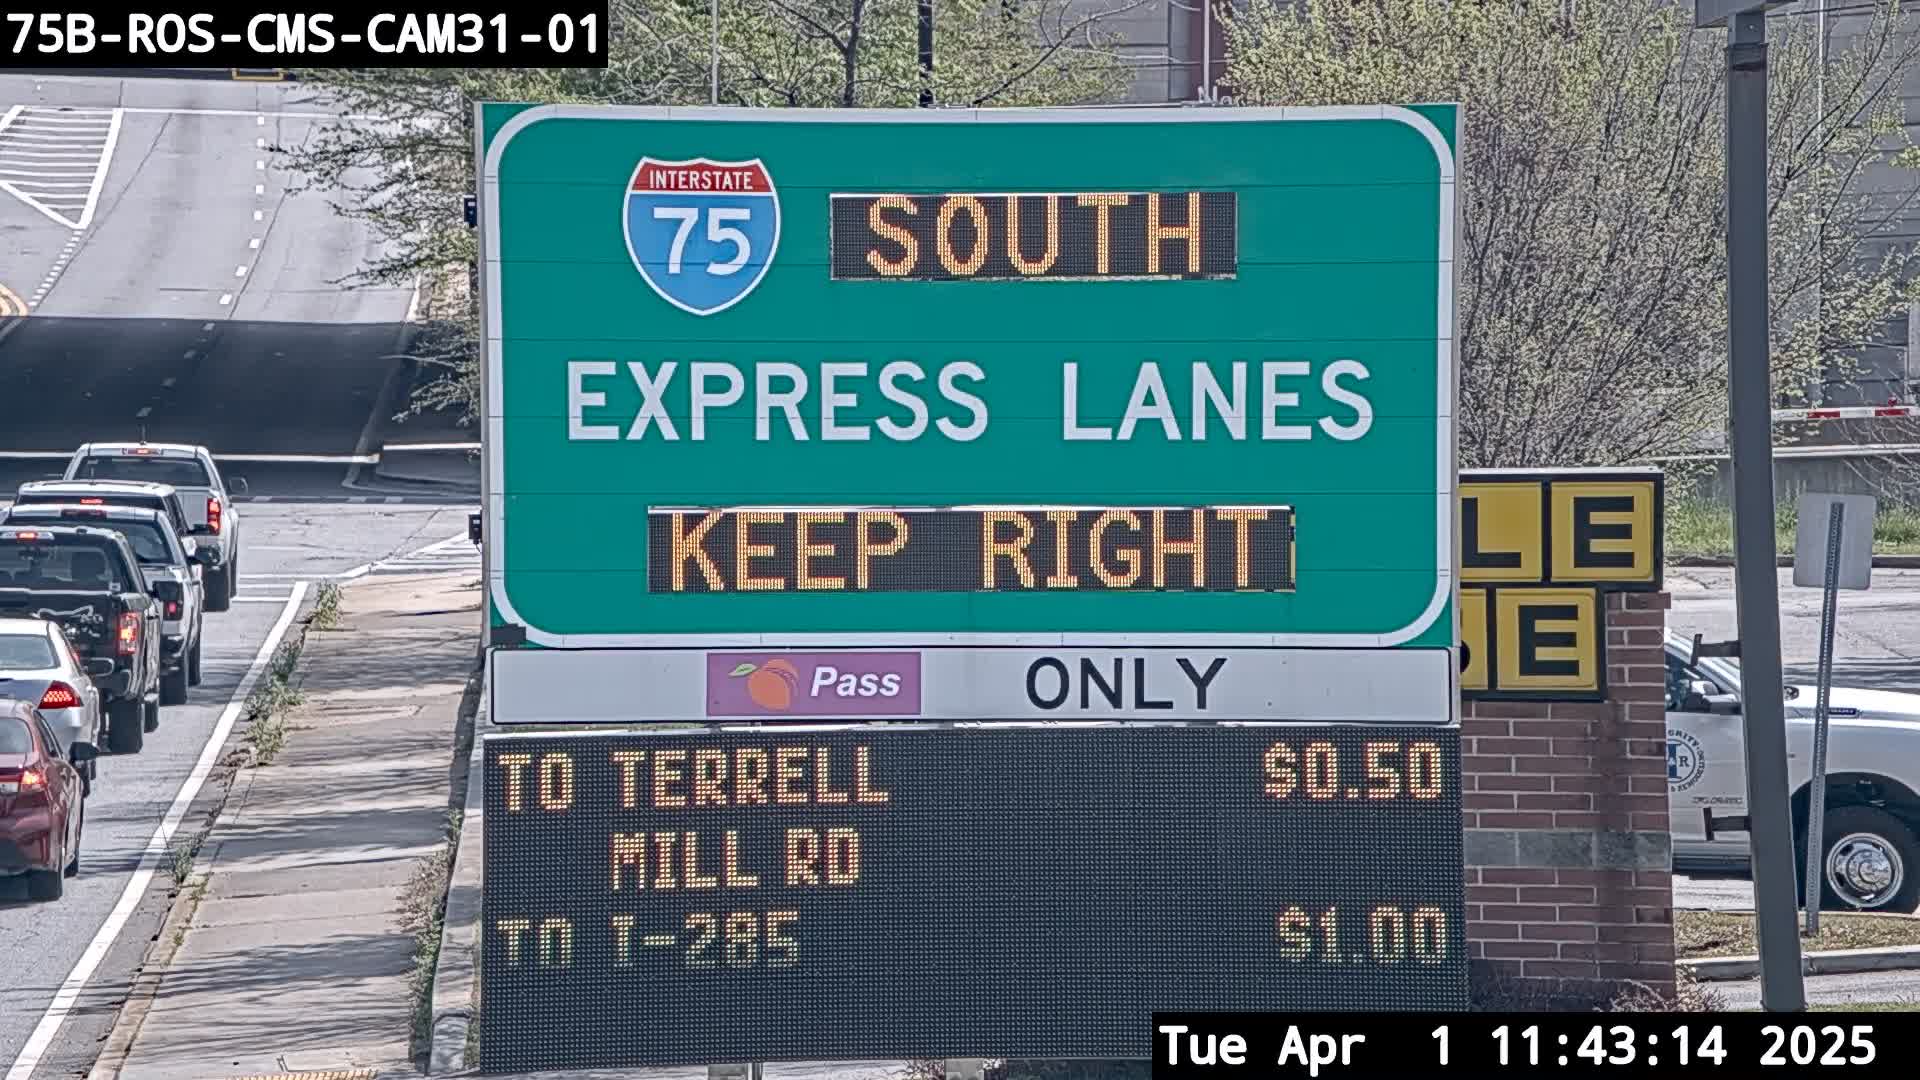 75B-ROS-CMS-CAM31-01
INTERSTATE
75
SOUTH
EXPRESS LANES
KEEP RIGHT
Pass ONLY
TO TERRELL $0.50
MILL RD
TO I-285 $1.00
LE
E
Tue Apr 1 11:43:14 2025